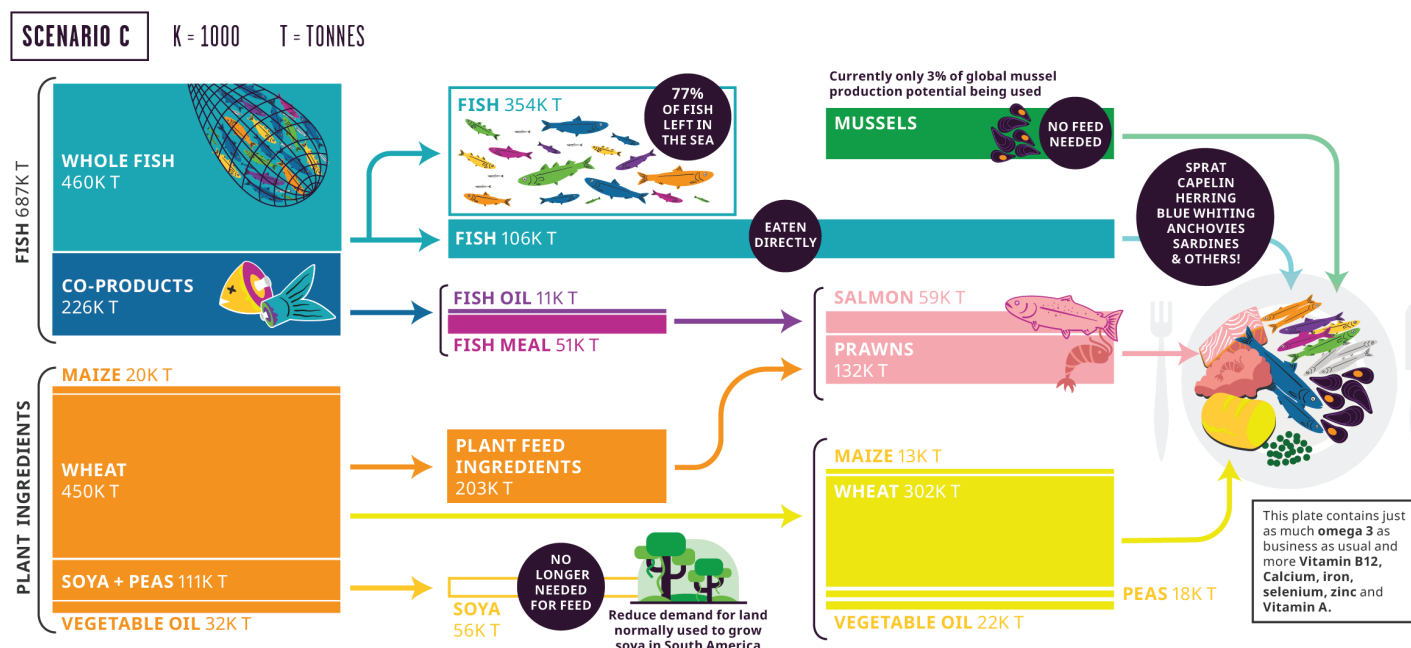 SCENARIO C
K = 1000
T = TONNES
FISH 687K T
WHOLE FISH
460K T
CO-PRODUCTS
226K T
FISH 354K T
77%
OF FISH
LEFT IN
THE SEA
FISH 106K T
EATEN
DIRECTLY
FISH OIL 11K T
FISH MEAL 51K T
Currently only 3% of global mussel
production potential being used
MUSSELS
NO FEED
NEEDED
SPRAT
CAPELIN
HERRING
BLUE WHITING
ANCHOVIES
SARDINES
& OTHERS!
SALMON 59K T
PRAWNS
132K T
PLANT INGREDIENTS
MAIZE 20K T
WHEAT
450K T
SOYA + PEAS 111K T
VEGETABLE OIL 32K T
PLANT FEED
INGREDIENTS
203K T
SOYA
56K T
NO
LONGER
NEEDED
FOR FEED
Reduce demand for land
normally used to grow
soya in South America
MAIZE 13K T
WHEAT 302K T
PEAS 18K T
VEGETABLE OIL 22K T
This plate contains just
as much omega 3 as
business as usual and
more Vitamin B12,
Calcium, iron,
selenium, zinc and
Vitamin A.